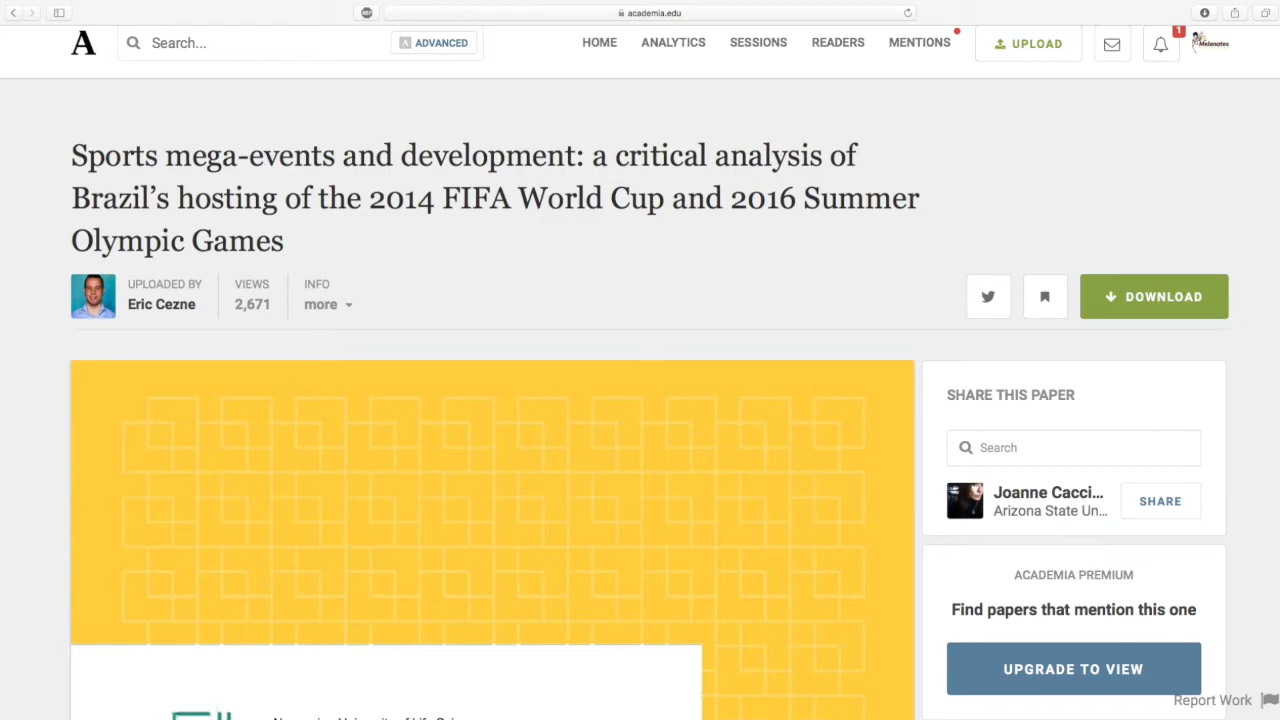 academia.edu
A
Search...
ADVANCED
HOME
ANALYTICS
SESSIONS
READERS
MENTIONS
UPLOAD
1
Melanatec
Sports mega-events and development: a critical analysis of
Brazil's hosting of the 2014 FIFA World Cup and 2016 Summer
Olympic Games
UPLOADED BY
Eric Cezne
VIEWS
2,671
INFO
more
DOWNLOAD
SHARE THIS PAPER
Search
Joanne Cacci...
Arizona State Un...
SHARE
ACADEMIA PREMIUM
Find papers that mention this one
UPGRADE TO VIEW
Report Work